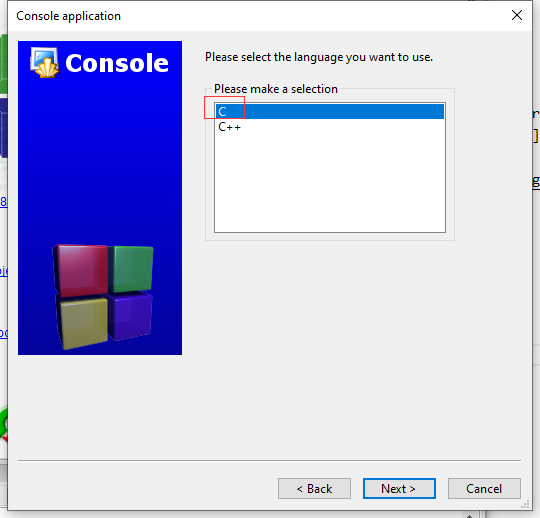 Console application
Console
Please select the language you want to use.
Please make a selection
C
C++
< Back
Next >
Cancel